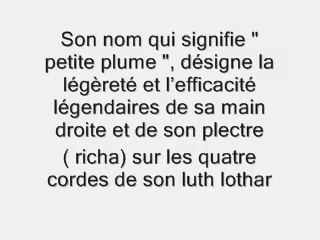 Son nom qui signifie "
petite plume ", désigne la
légèreté et l’efficacité
légendaires de sa main
droite et de son plectre
( richa) sur les quatre
cordes de son luth lothar